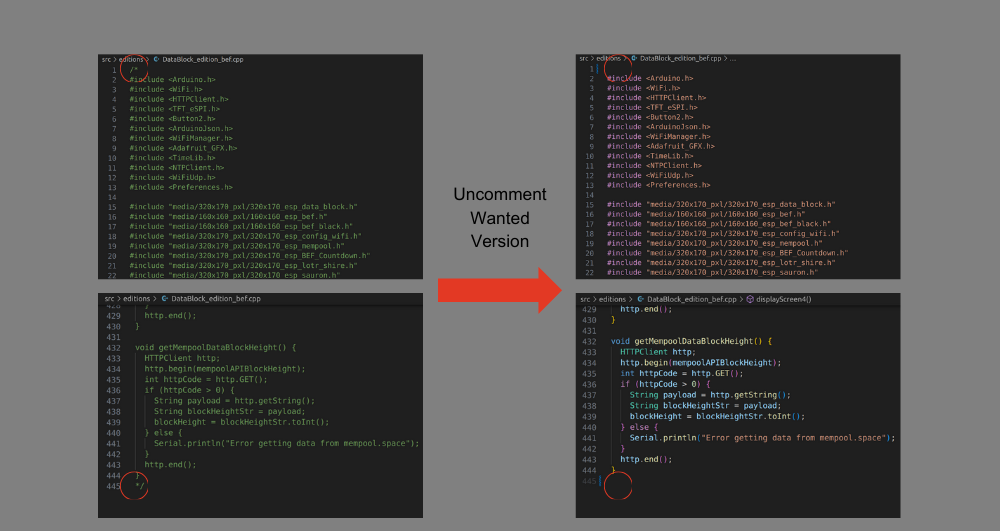 src > editions > DataBlock_edition_bef.cpp
1 /*
2 #include <Arduino.h>
3 #include <WiFi.h>
4 #include <HTTPClient.h>
5 #include <TFT_eSPI.h>
6 #include <Button2.h>
7 #include <ArduinoJson.h>
8 #include <WiFiManager.h>
9 #include <Adafruit_GFX.h>
10 #include <TimeLib.h>
11 #include <NTPClient.h>
12 #include <WiFiUdp.h>
13 #include <Preferences.h>
14
15 #include "media/320x170_pxl/320x170_esp_data_block.h"
16 #include "media/160x160_pxl/160x160_esp_bef.h"
17 #include "media/160x160_pxl/160x160_esp_bef_black.h"
18 #include "media/320x170_pxl/320x170_esp_config_wifi.h"
19 #include "media/320x170_pxl/320x170_esp_mempool.h"
20 #include "media/320x170_pxl/320x170_esp_BEF_Countdown.h"
21 #include "media/320x170_pxl/320x170_esp_lotr_shire.h"
22 #include "media/320x170_pxl/320x170_esp_sauron.h"
src > editions > DataBlock_edition_bef.cpp
428 }
429 http.end();
430 }
431
432 void getMempoolDataBlockHeight() {
433 HTTPClient http;
434 http.begin(mempoolAPIBlockHeight);
435 int httpCode = http.GET();
436 if (httpCode > 0) {
437 String payload = http.getString();
438 String blockHeightStr = payload;
439 blockHeight = blockHeightStr.toInt();
440 } else {
441 Serial.println("Error getting data from mempool.space");
442 }
443 http.end();
444 }
445 */
Uncomment
Wanted
Version
src > editions > DataBlock_edition_bef.cpp > ...
1
2 #include <Arduino.h>
3 #include <WiFi.h>
4 #include <HTTPClient.h>
5 #include <TFT_eSPI.h>
6 #include <Button2.h>
7 #include <ArduinoJson.h>
8 #include <WiFiManager.h>
9 #include <Adafruit_GFX.h>
10 #include <TimeLib.h>
11 #include <NTPClient.h>
12 #include <WiFiUdp.h>
13 #include <Preferences.h>
14
15 #include "media/320x170_pxl/320x170_esp_data_block.h"
16 #include "media/160x160_pxl/160x160_esp_bef.h"
17 #include "media/160x160_pxl/160x160_esp_bef_black.h"
18 #include "media/320x170_pxl/320x170_esp_config_wifi.h"
19 #include "media/320x170_pxl/320x170_esp_mempool.h"
20 #include "media/320x170_pxl/320x170_esp_BEF_Countdown.h"
21 #include "media/320x170_pxl/320x170_esp_lotr_shire.h"
22 #include "media/320x170_pxl/320x170_esp_sauron.h"
src > editions > DataBlock_edition_bef.cpp > displayScreen4()
429 http.end();
430 }
431
432 void getMempoolDataBlockHeight() {
433 HTTPClient http;
434 http.begin(mempoolAPIBlockHeight);
435 int httpCode = http.GET();
436 if (httpCode > 0) {
437 String payload = http.getString();
438 String blockHeightStr = payload;
439 blockHeight = blockHeightStr.toInt();
440 } else {
441 Serial.println("Error getting data from mempool.space");
442 }
443 http.end();
444 }
445